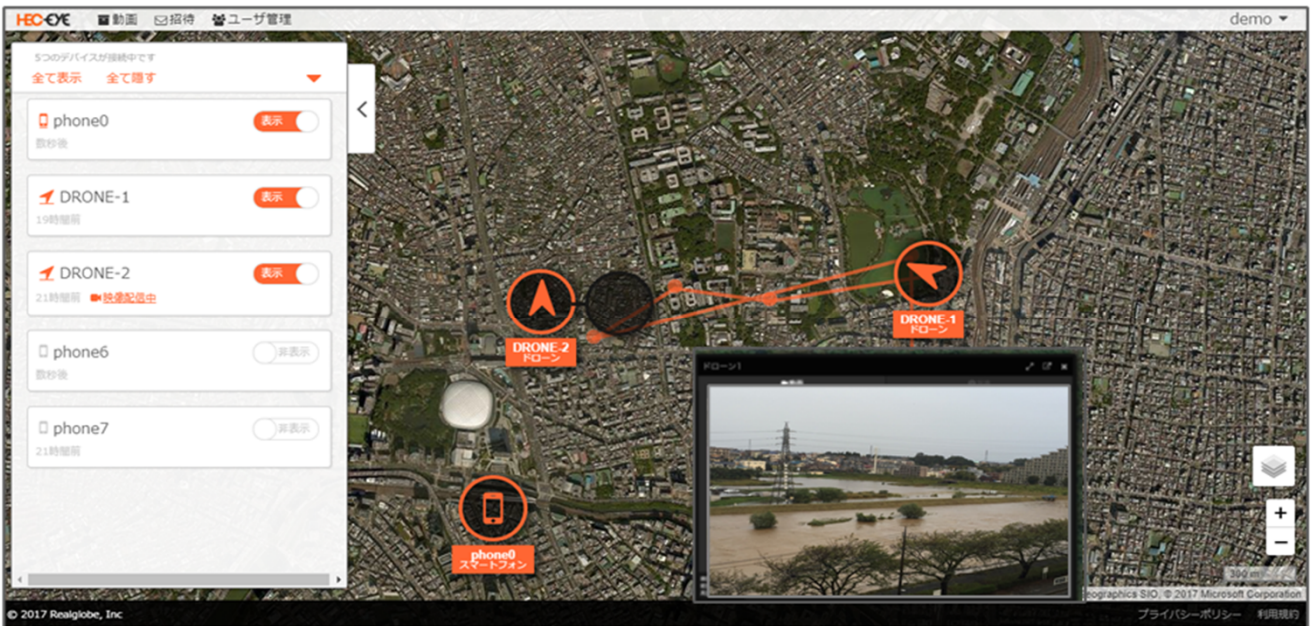 HEC-EYE 動画 招待 ユーザ管理 demo
5つのデバイスが接続中です
全て表示 全て隠す
phone0 表示
数秒後
DRONE-1 表示
19時間前
DRONE-2 表示
21時間前 映像配信中
phone6 非表示
数秒後
phone7 非表示
21時間前
DRONE-2
ドローン
DRONE-1
ドローン
phone0
スマートフォン
ドローン1
+
−
300 m
eographics SIO, © 2017 Microsoft Corporation
© 2017 Realglobe, Inc プライバシーポリシー 利用規約